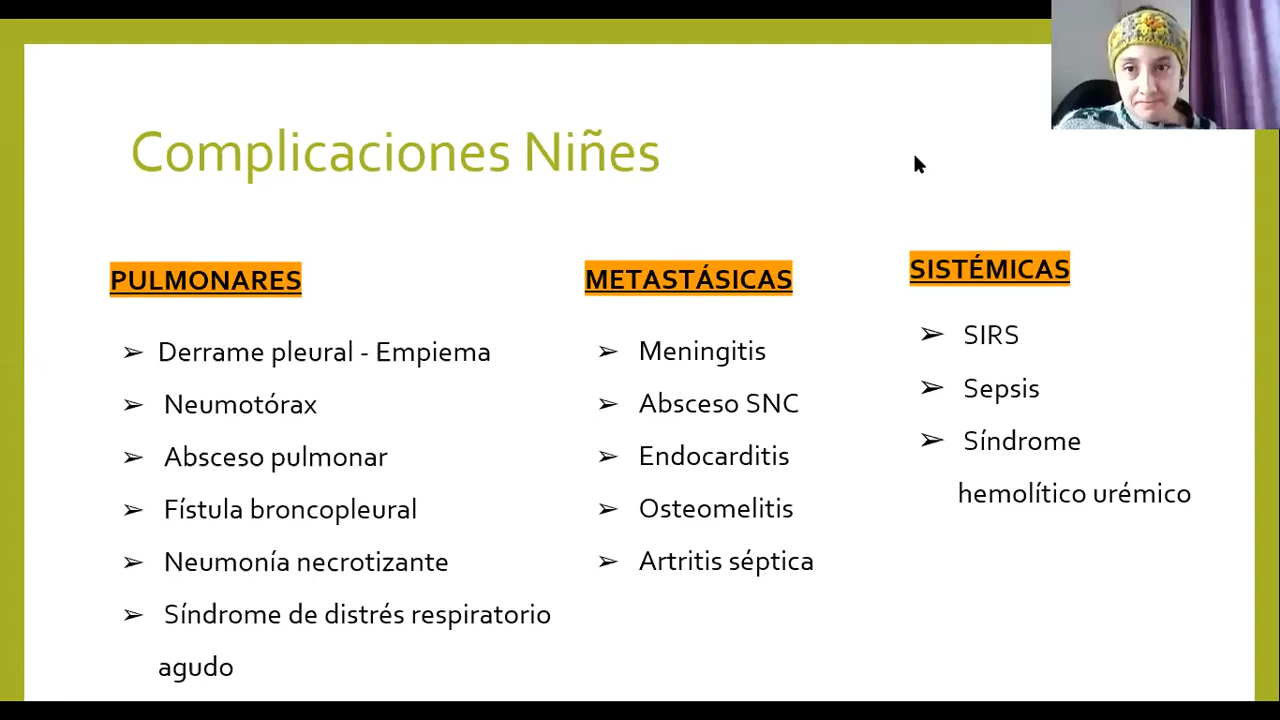 Complicaciones Niñes
PULMONARES
➢ Derrame pleural - Empiema
➢ Neumotórax
➢ Absceso pulmonar
➢ Fístula broncopleural
➢ Neumonía necrotizante
➢ Síndrome de distrés respiratorio
agudo
METASTÁSICAS
➢ Meningitis
➢ Absceso SNC
➢ Endocarditis
➢ Osteomelitis
➢ Artritis séptica
SISTÉMICAS
➢ SIRS
➢ Sepsis
➢ Síndrome
hemolítico urémico